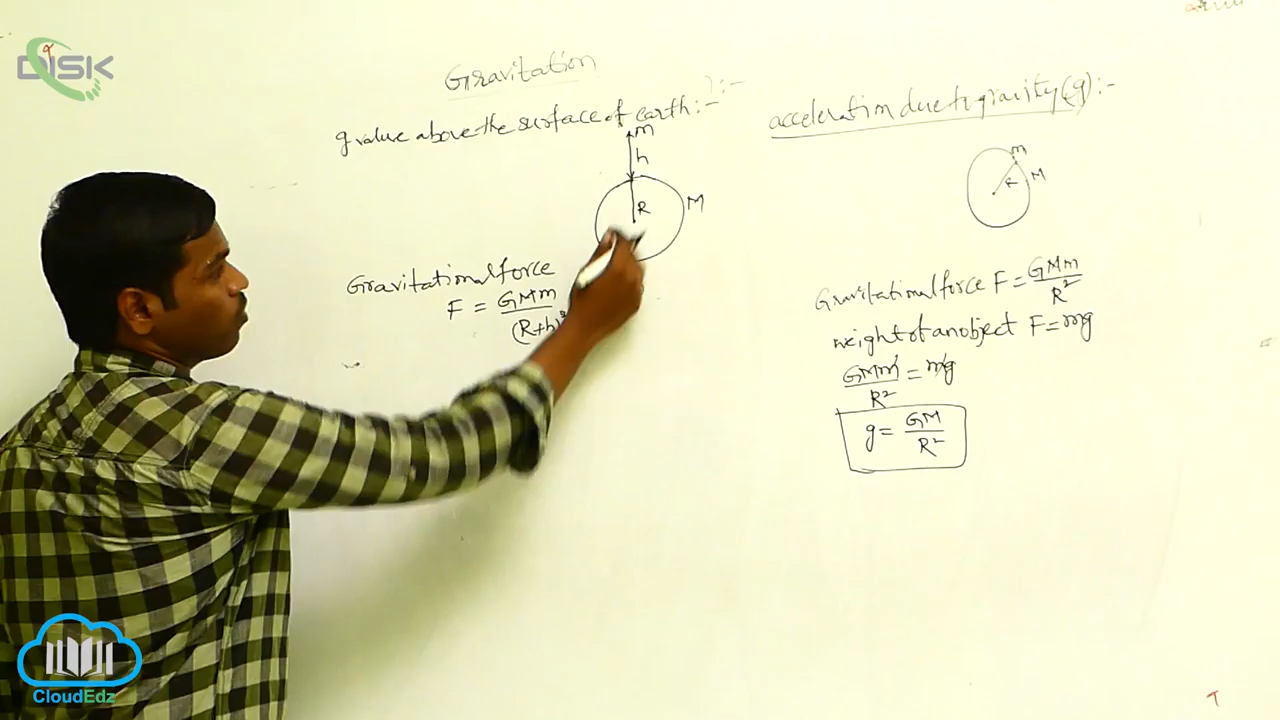 DISK
Gravitation
g value above the surface of earth:-
m
h
R
M
Gravitational force
F = GMm/(R+h)²
acceleration due to gravity (g):-
m
R
M
Gravitational force F = GMm/R²
weight of an object F = mg
GMm/R² = mg
g = GM/R²
CloudEdz